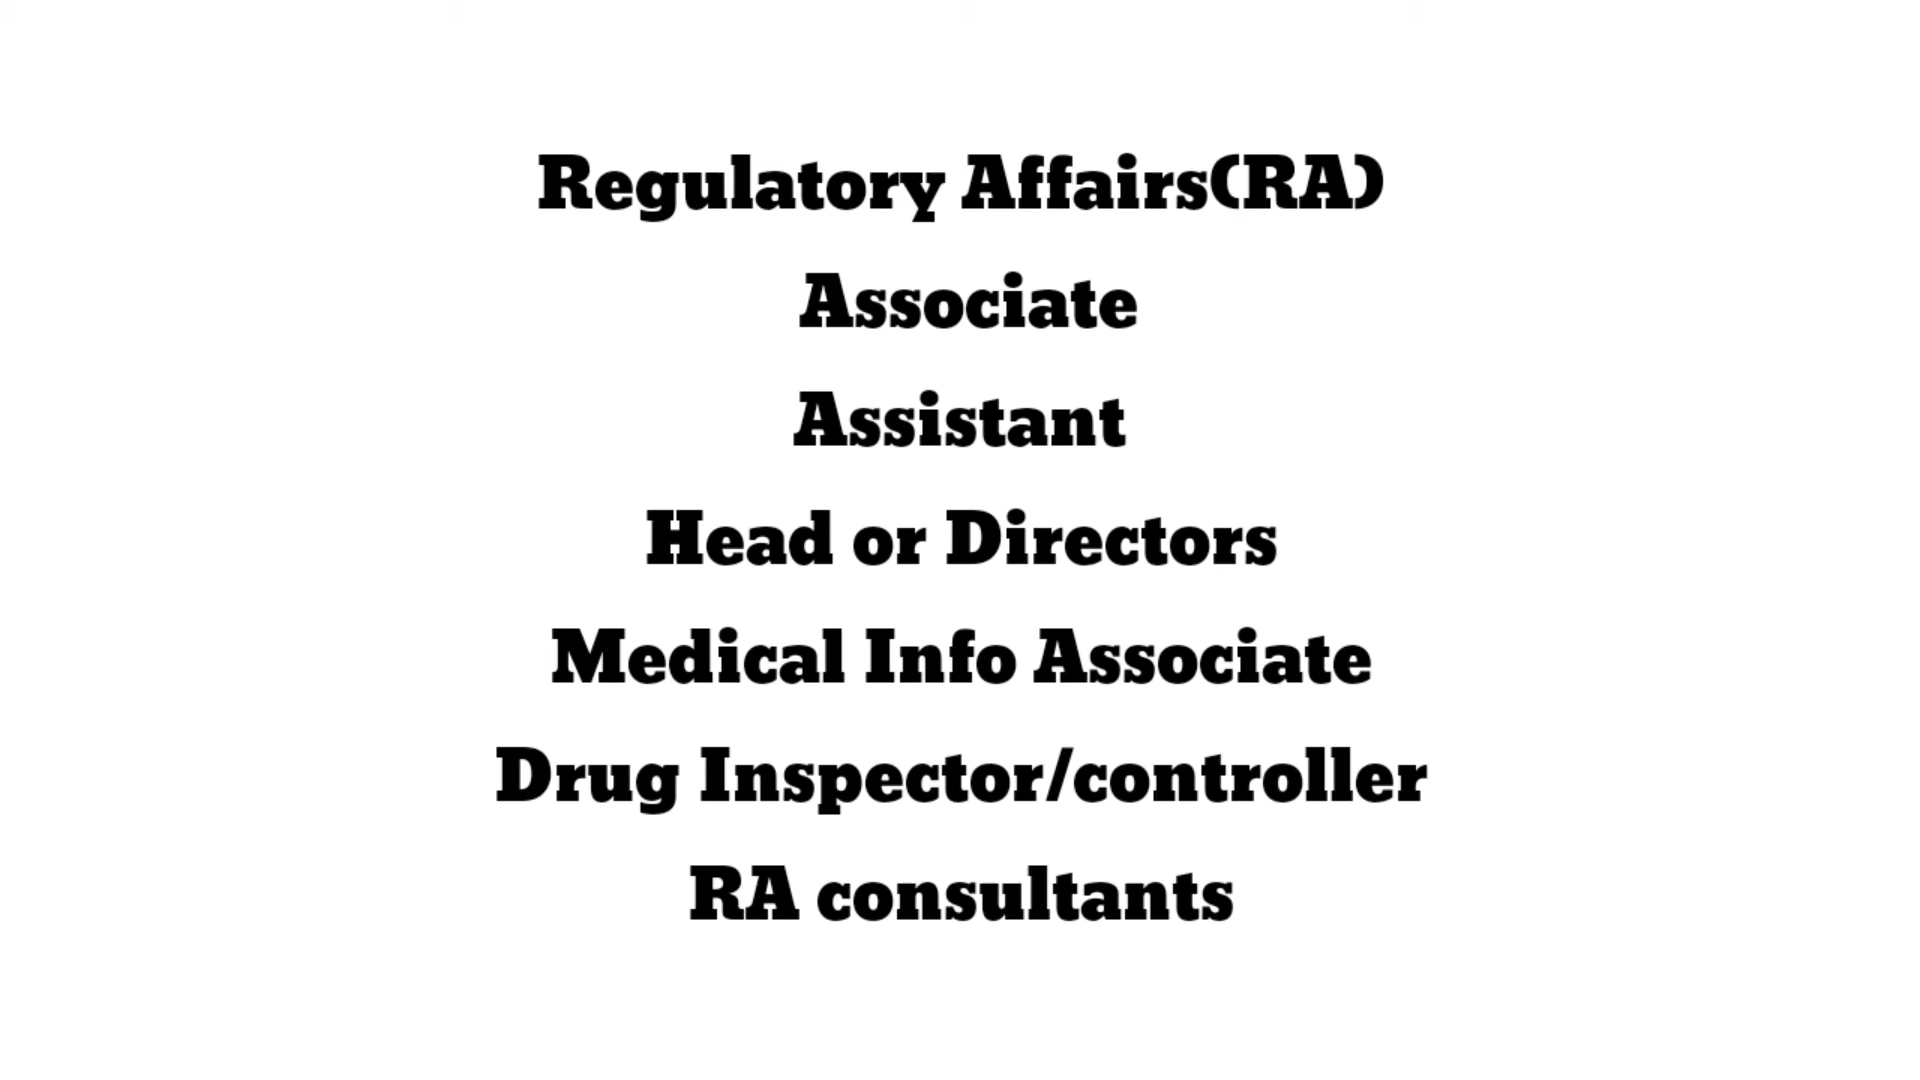 Regulatory Affairs(RA)
Associate
Assistant
Head or Directors
Medical Info Associate
Drug Inspector/controller
RA consultants